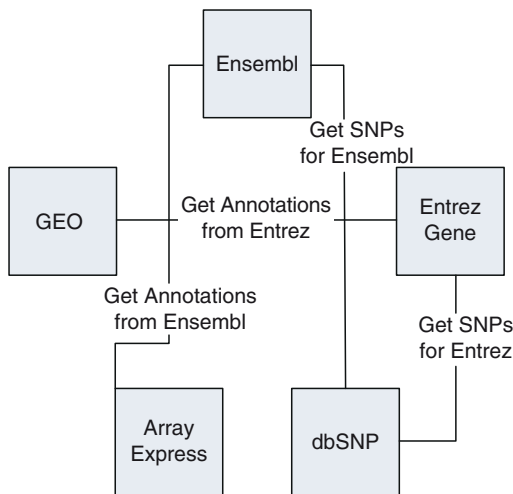 Ensembl
Get SNPs
for Ensembl
GEO
Get Annotations
from Entrez
Entrez
Gene
Get Annotations
from Ensembl
Get SNPs
for Entrez
Array
Express
dbSNP